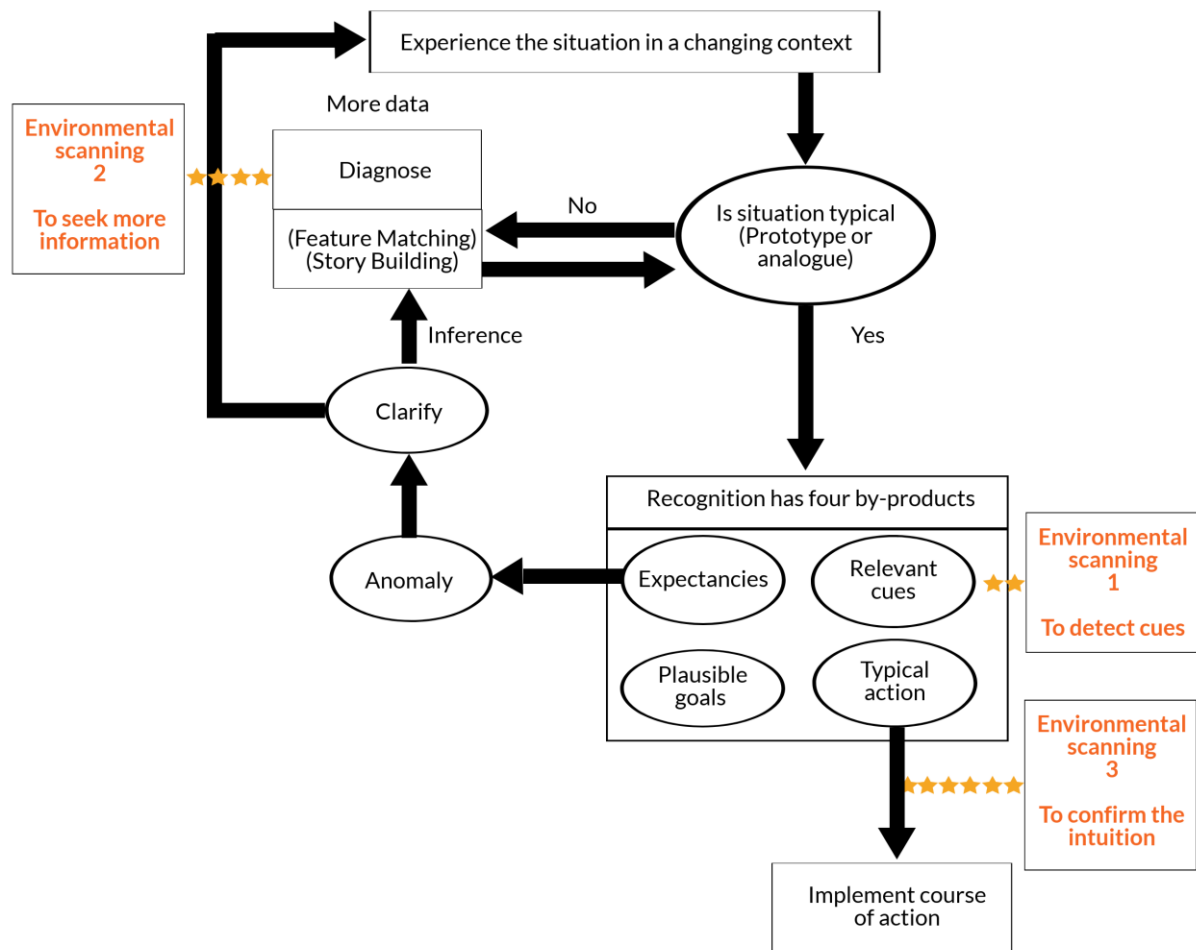 Experience the situation in a changing context
More data
Environmental
scanning
2
To seek more
information
Diagnose
No
Is situation typical
(Prototype or
analogue)
(Feature Matching)
(Story Building)
Inference
Yes
Clarify
Recognition has four by-products
Anomaly
Expectancies
Relevant
cues
Environmental
scanning
1
To detect cues
Plausible
goals
Typical
action
Environmental
scanning
3
To confirm the
intuition
Implement course
of action